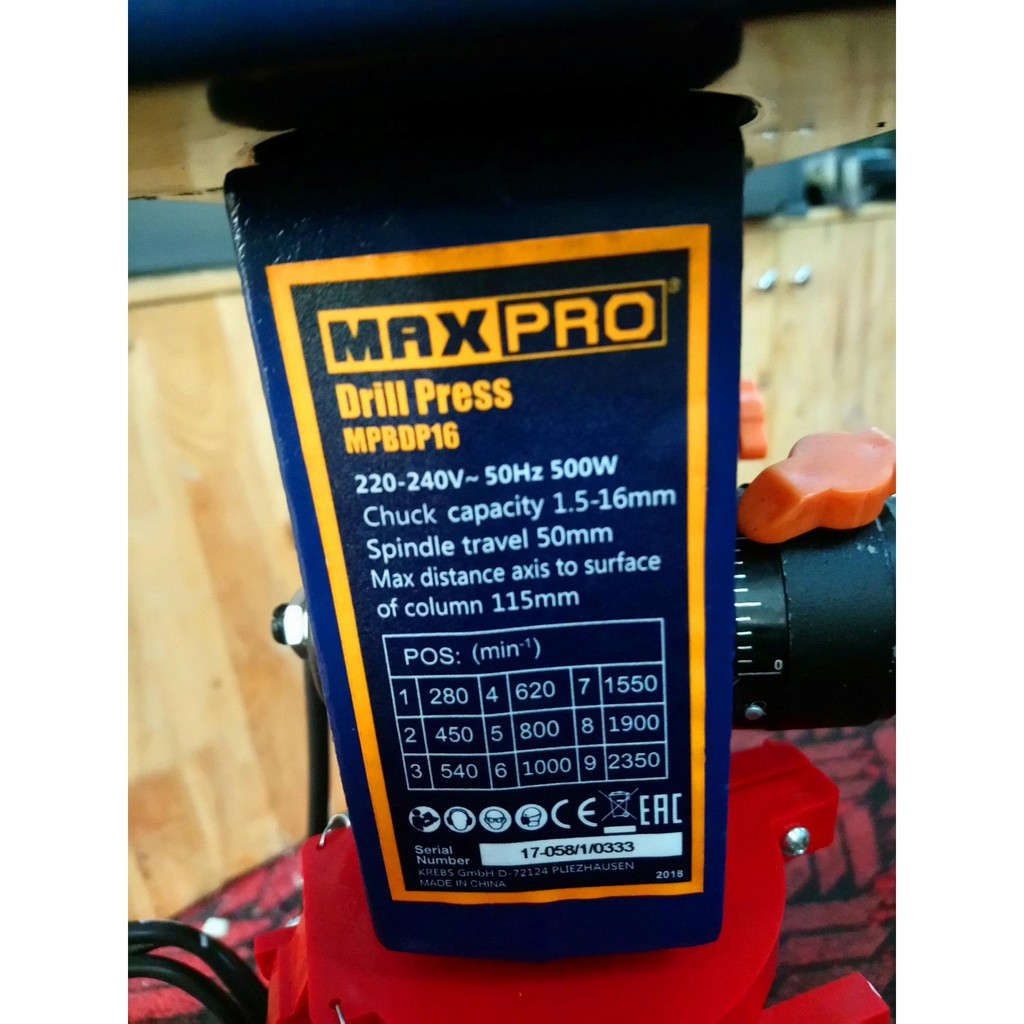 MAXPRO®
Drill Press
MPBDP16
220-240V~ 50Hz 500W
Chuck capacity 1.5-16mm
Spindle travel 50mm
Max distance axis to surface
of column 115mm
POS: (min⁻¹)
1 280 4 620 7 1550
2 450 5 800 8 1900
3 540 6 1000 9 2350
CE EAC
Serial
Number 17-058/1/0333
KREBS GmbH D-72124 PLIEZHAUSEN
MADE IN CHINA 2016
0